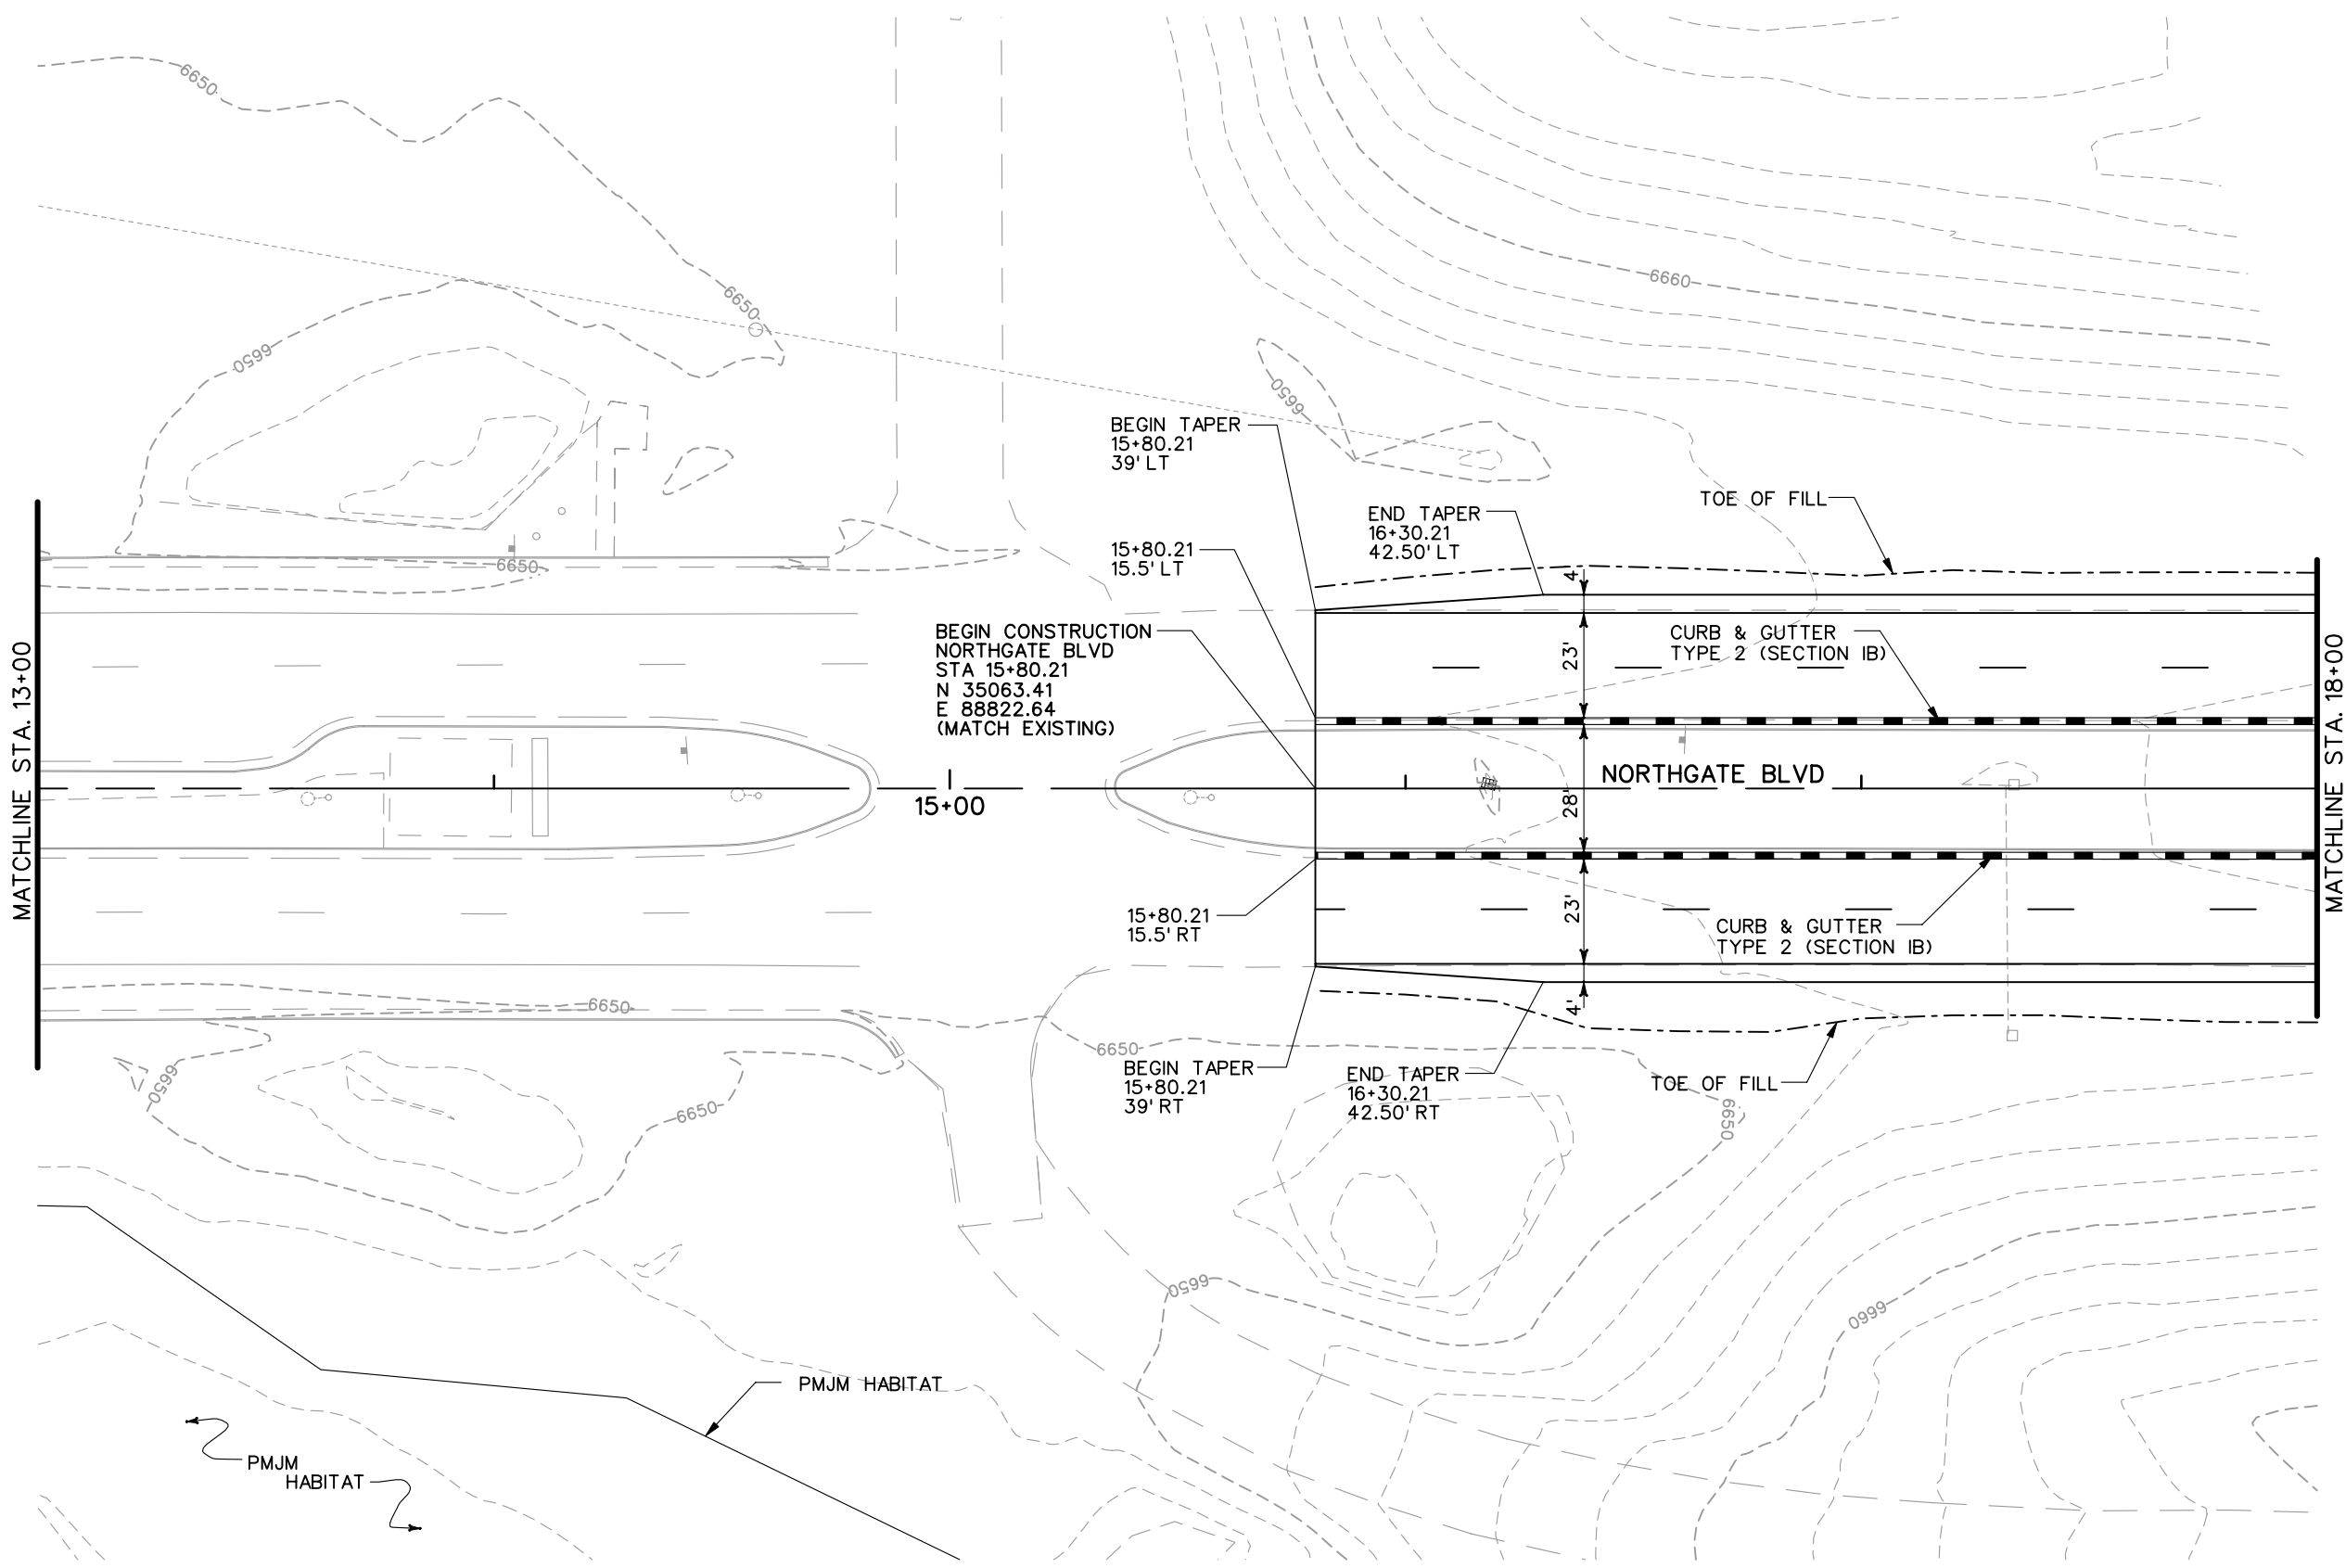 6650
6650
6650
6660
6650
BEGIN TAPER
15+80.21
39' LT
TOE OF FILL
END TAPER
16+30.21
42.50' LT
15+80.21
15.5' LT
6650
4'
BEGIN CONSTRUCTION
NORTHGATE BLVD
STA 15+80.21
N 35063.41
E 88822.64
(MATCH EXISTING)
23'
CURB & GUTTER
TYPE 2 (SECTION IB)
MATCHLINE STA. 13+00
MATCHLINE STA. 18+00
NORTHGATE BLVD
15+00
28'
15+80.21
15.5' RT
23'
CURB & GUTTER
TYPE 2 (SECTION IB)
6650
4'
6650
6650
BEGIN TAPER
15+80.21
39' RT
END TAPER
16+30.21
42.50' RT
TOE OF FILL
6650
6650
6650
6660
PMJM HABITAT
PMJM
HABITAT